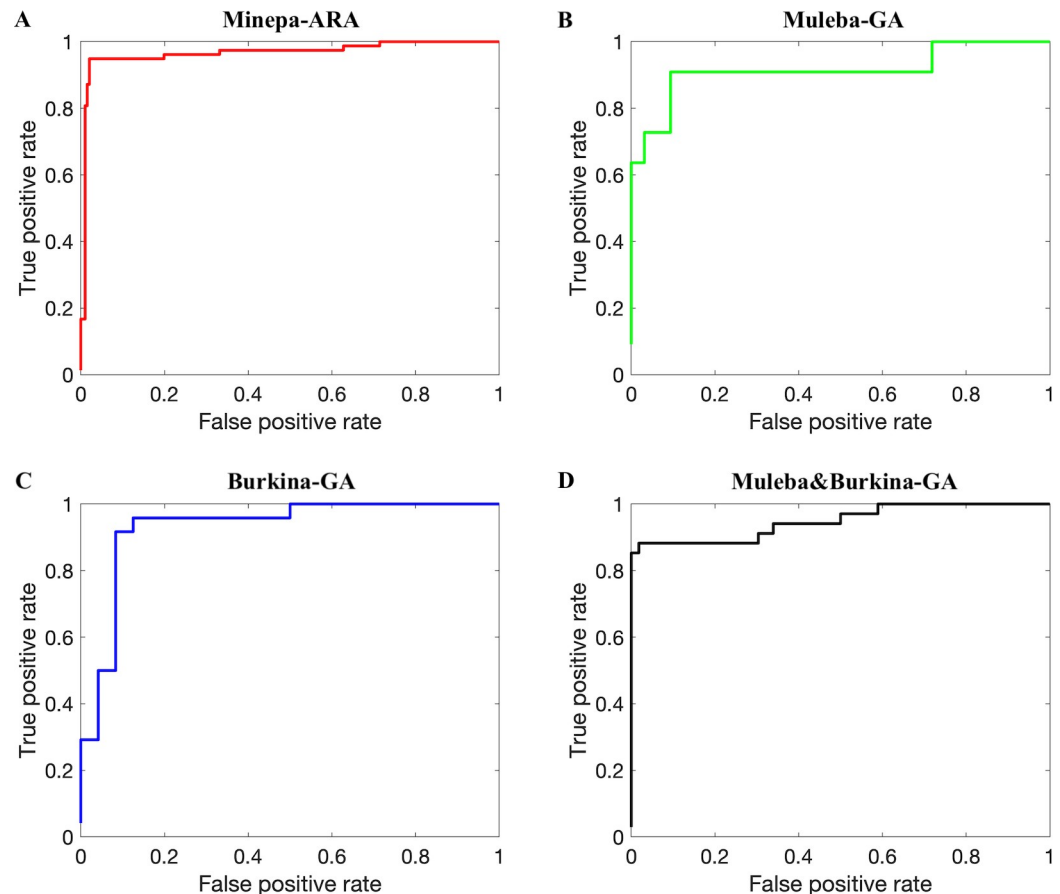 A
Minepa-ARA
1
0.8
0.6
0.4
0.2
0
True positive rate
0 0.2 0.4 0.6 0.8 1
False positive rate
B
Muleba-GA
1
0.8
0.6
0.4
0.2
0
True positive rate
0 0.2 0.4 0.6 0.8 1
False positive rate
C
Burkina-GA
1
0.8
0.6
0.4
0.2
0
True positive rate
0 0.2 0.4 0.6 0.8 1
False positive rate
D
Muleba&Burkina-GA
1
0.8
0.6
0.4
0.2
0
True positive rate
0 0.2 0.4 0.6 0.8 1
False positive rate